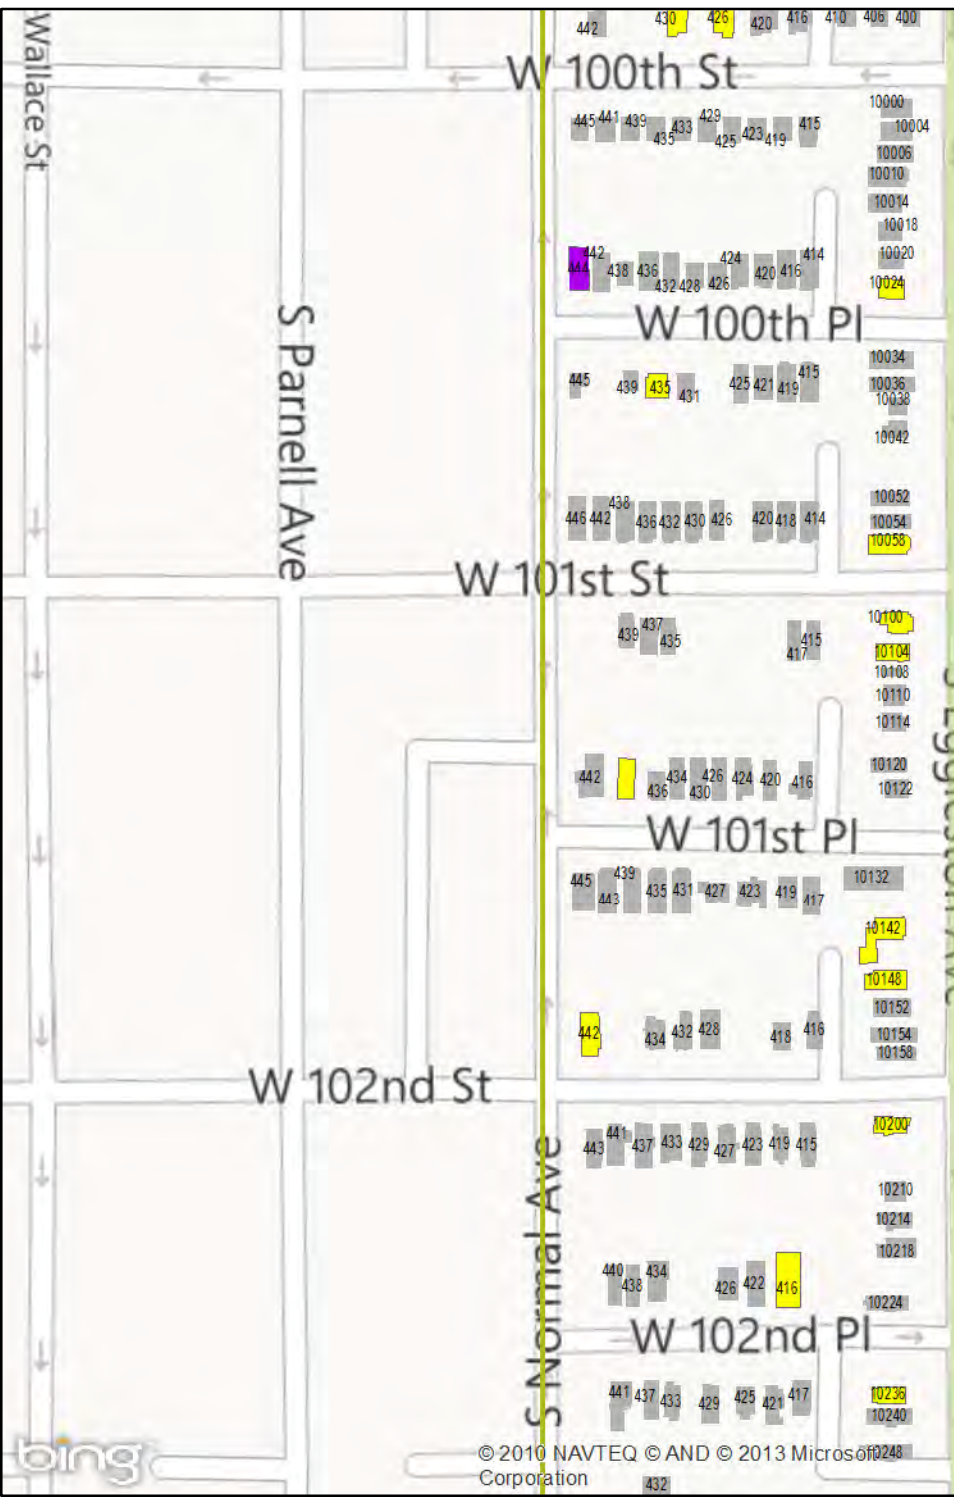 442 430 426 420 416 410 406 400
Wallace St
W 100th St
10000
445 441 439 435 433 429 425 423 419 415
10004
10006
10010
10014
10018
10020
10024
444 442 438 436 432 428 426 424 420 416 414
W 100th Pl
S Parnell Ave
10034
10036
10038
10042
445 439 435 431 425 421 419 415
10052
10054
10058
446 442 438 436 432 430 426 420 418 414
W 101st St
10100
10104
10108
10110
10114
10120
10122
439 437 435 417 415
442 436 434 430 426 424 420 416
W 101st Pl
S Eggleston Ave
445 443 439 435 431 427 423 419 417
10132
10142
10148
10152
10154
10158
442 434 432 428 418 416
W 102nd St
S Normal Ave
10200
443 441 437 433 429 427 423 419 415
10210
10214
10218
10224
440 438 434 426 422 416
W 102nd Pl
441 437 433 429 425 421 417
10236
10240
10248
bing
© 2010 NAVTEQ © AND © 2013 Microsoft
Corporation
432